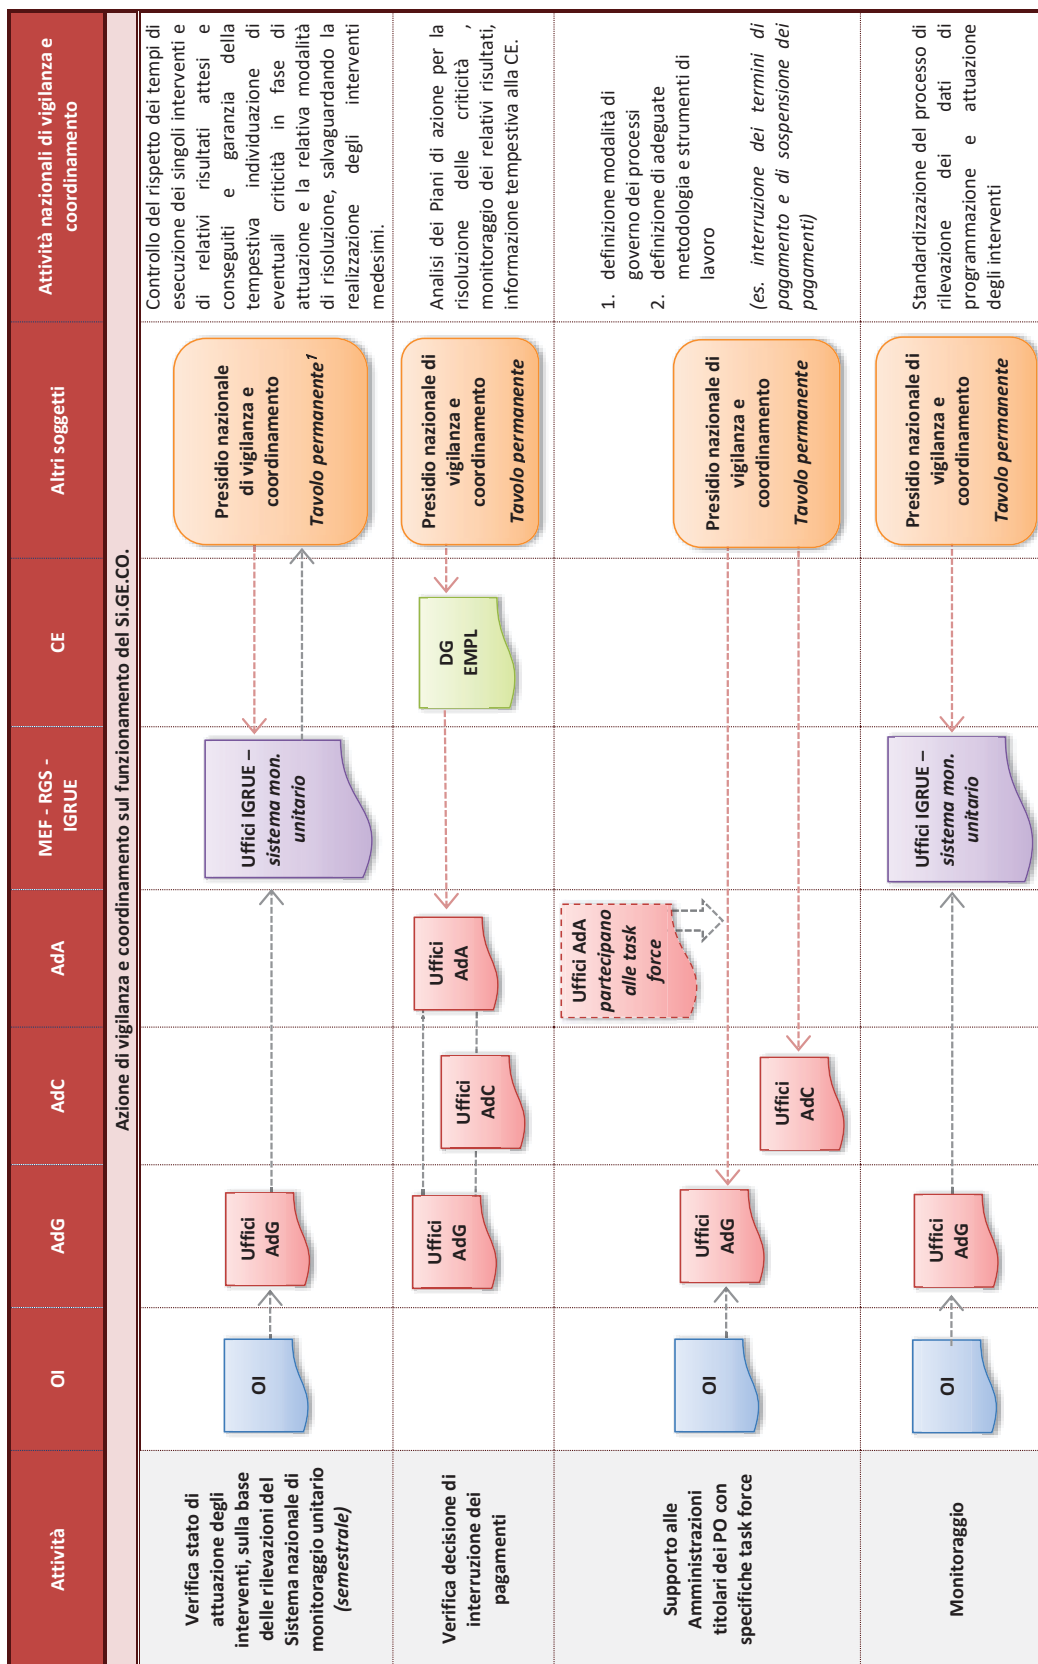 Attività
OI
AdG
AdC
AdA
MEF - RGS -
IGRUE
CE
Altri soggetti
Attività nazionali di vigilanza e
coordinamento
Azione di vigilanza e coordinamento sul funzionamento del Si.GE.CO.
Verifica stato di
attuazione degli
interventi, sulla base
delle rilevazioni del
Sistema nazionale di
monitoraggio unitario
(semestrale)
OI
Uffici
AdG
Uffici IGRUE –
sistema mon.
unitario
Presidio nazionale
di vigilanza e
coordinamento
Tavolo permanente¹
Controllo del rispetto dei tempi di
esecuzione dei singoli interventi e
di relativi risultati attesi e
conseguiti e garanzia della
tempestiva individuazione di
eventuali criticità in fase di
attuazione e la relativa modalità
di risoluzione, salvaguardando la
realizzazione degli interventi
medesimi.
Verifica decisione di
interruzione dei
pagamenti
Uffici
AdG
Uffici
AdC
Uffici
AdA
DG
EMPL
Presidio nazionale di
vigilanza e
coordinamento
Tavolo permanente
Analisi dei Piani di azione per la
risoluzione delle criticità ,
monitoraggio dei relativi risultati,
informazione tempestiva alla CE.
Supporto alle
Amministrazioni
titolari dei PO con
specifiche task force
OI
Uffici
AdG
Uffici
AdC
Uffici AdA
partecipano
alle task
force
Presidio nazionale di
vigilanza e
coordinamento
Tavolo permanente
1. definizione modalità di
governo dei processi
2. definizione di adeguate
metodologia e strumenti di
lavoro
(es. interruzione dei termini di
pagamento e di sospensione dei
pagamenti)
Monitoraggio
OI
Uffici
AdG
Uffici IGRUE –
sistema mon.
unitario
Presidio nazionale di
vigilanza e
coordinamento
Tavolo permanente
Standardizzazione del processo di
rilevazione dei dati di
programmazione e attuazione
degli interventi